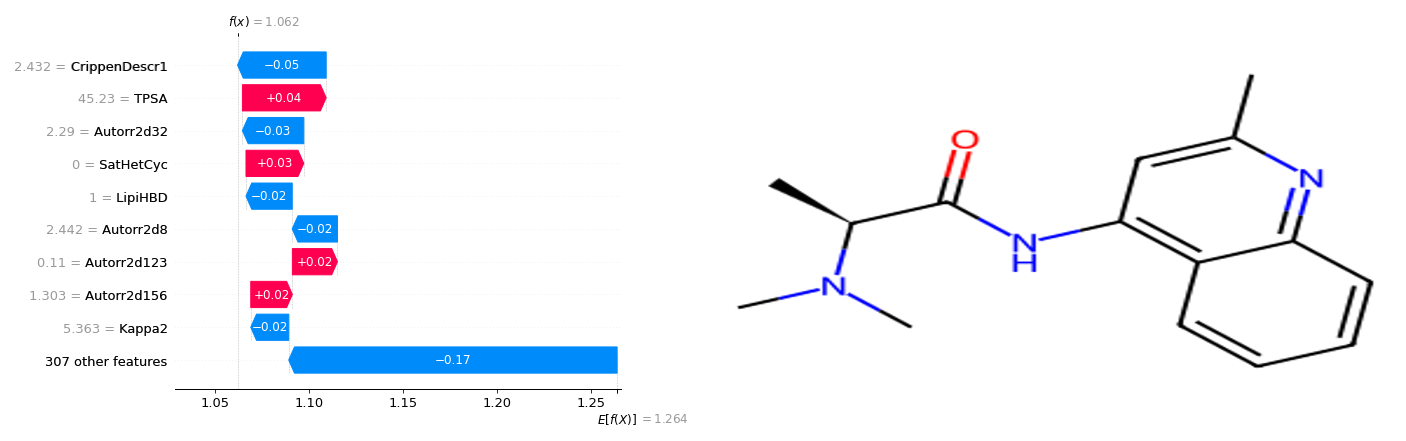 f(x) = 1.062
2.432 = CrippenDescr1
−0.05
45.23 = TPSA
+0.04
2.29 = Autorr2d32
−0.03
0 = SatHetCyc
+0.03
1 = LipiHBD
−0.02
2.442 = Autorr2d8
−0.02
0.11 = Autorr2d123
+0.02
1.303 = Autorr2d156
+0.02
5.363 = Kappa2
−0.02
307 other features
−0.17
1.05 1.10 1.15 1.20 1.25
E[f(X)] = 1.264
O
N
N
H
N